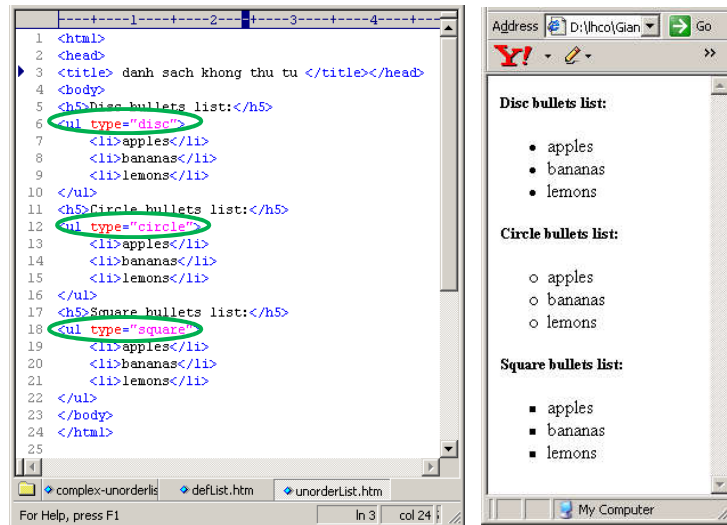 |----+----1----+----2----+----3----+----4----+---
1 <html>
2 <head>
3 <title> danh sach khong thu tu </title></head>
4 <body>
5 <h5>Disc bullets list:</h5>
6 <ul type="disc">
7 <li>apples</li>
8 <li>bananas</li>
9 <li>lemons</li>
10 </ul>
11 <h5>Circle bullets list:</h5>
12 <ul type="circle">
13 <li>apples</li>
14 <li>bananas</li>
15 <li>lemons</li>
16 </ul>
17 <h5>Square bullets list:</h5>
18 <ul type="square">
19 <li>apples</li>
20 <li>bananas</li>
21 <li>lemons</li>
22 </ul>
23 </body>
24 </html>
25
complex-unorderlis defList.htm unorderList.htm
For Help, press F1 ln 3 col 24
Address D:\lhco\Gian Go
Y! »
Disc bullets list:
• apples
• bananas
• lemons
Circle bullets list:
○ apples
○ bananas
○ lemons
Square bullets list:
▪ apples
▪ bananas
▪ lemons
My Computer